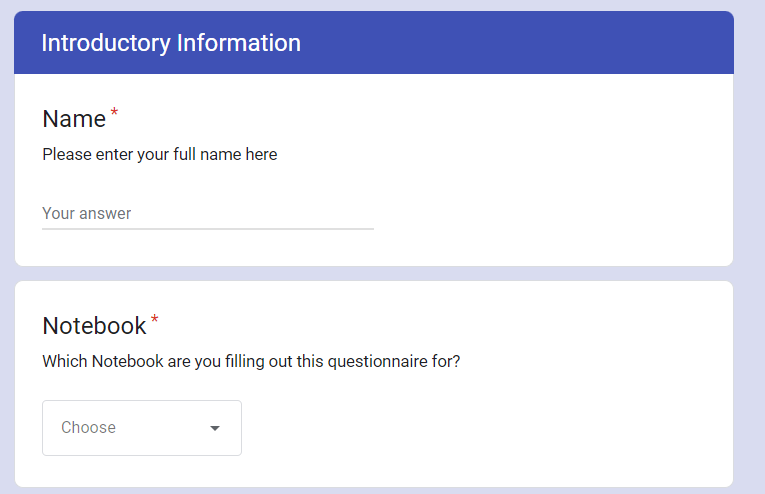 Introductory Information
Name *
Please enter your full name here
Your answer
Notebook *
Which Notebook are you filling out this questionnaire for?
Choose